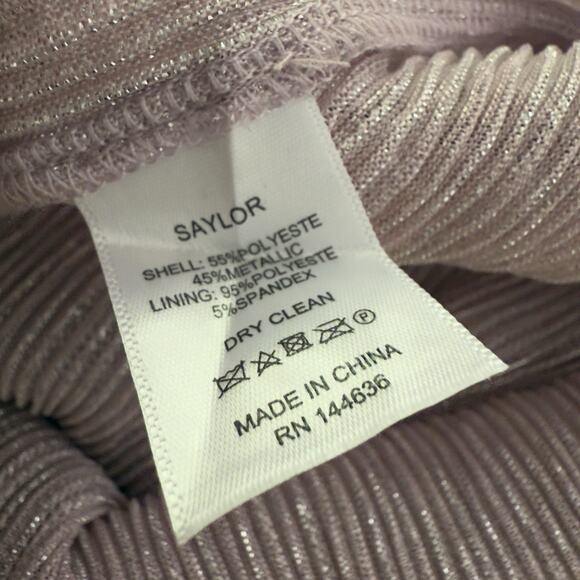 SAYLOR
SHELL: 55%POLYESTE
45%METALLIC
LINING: 95%POLYESTE
5%SPANDEX
DRY CLEAN
P
MADE IN CHINA
RN 144636